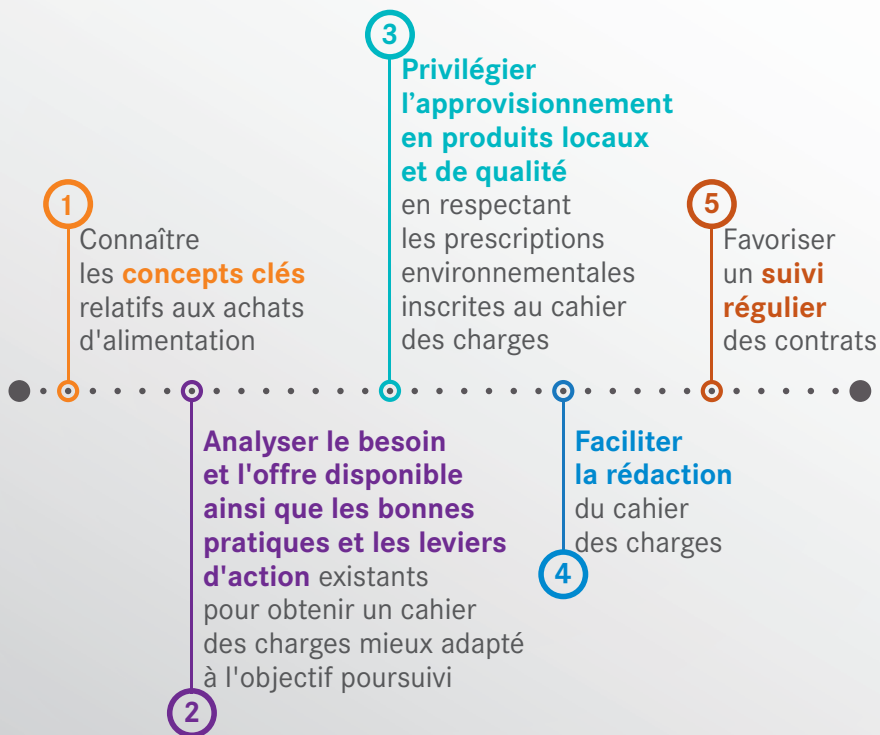 1
Connaître
les concepts clés
relatifs aux achats
d'alimentation
2
Analyser le besoin
et l'offre disponible
ainsi que les bonnes
pratiques et les leviers
d'action existants
pour obtenir un cahier
des charges mieux adapté
à l'objectif poursuivi
3
Privilégier
l’approvisionnement
en produits locaux
et de qualité
en respectant
les prescriptions
environnementales
inscrites au cahier
des charges
4
Faciliter
la rédaction
du cahier
des charges
5
Favoriser
un suivi
régulier
des contrats